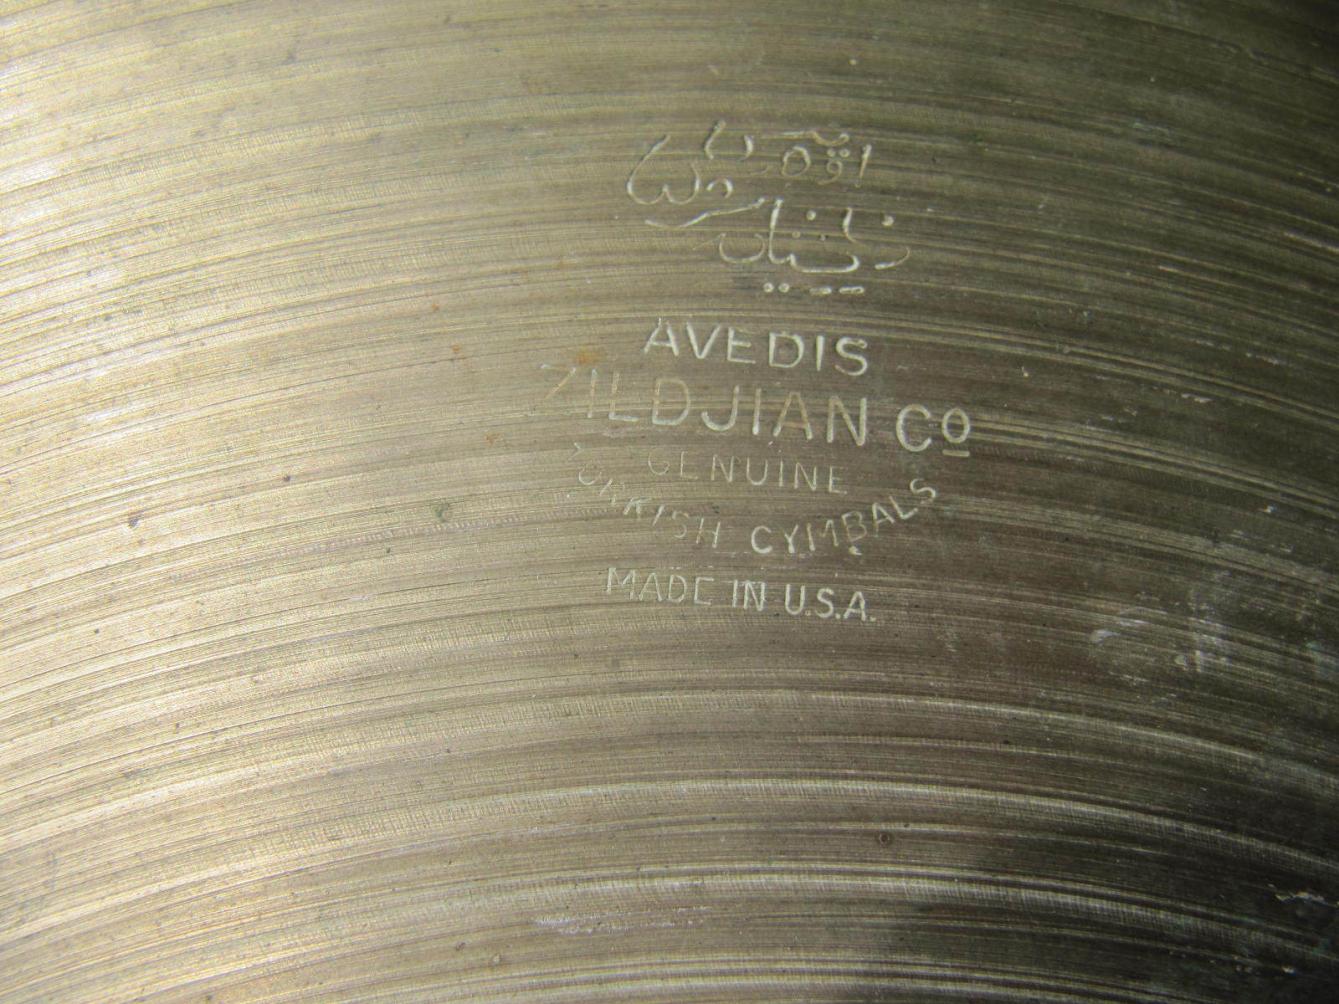 AVEDIS
ZILDJIAN Cº
GENUINE
TURKISH CYMBALS
MADE IN U.S.A.